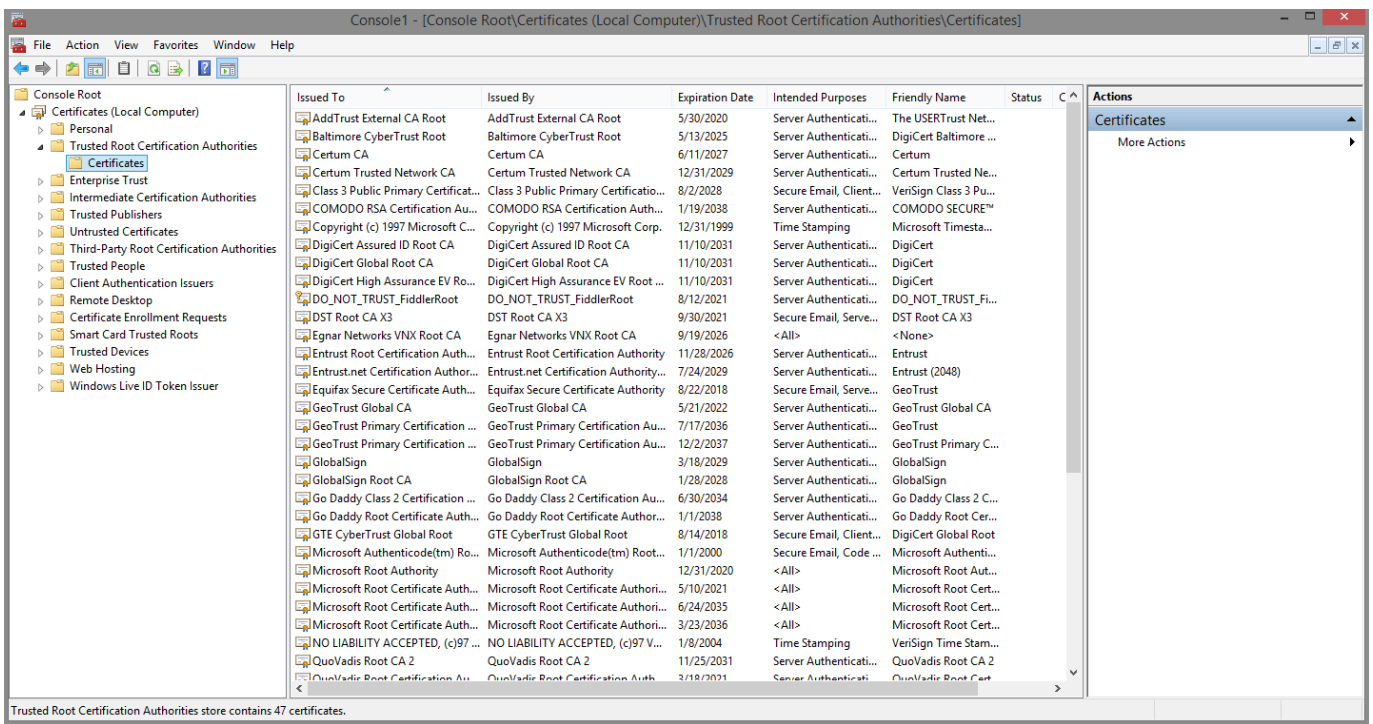 Console1 - [Console Root\Certificates (Local Computer)\Trusted Root Certification Authorities\Certificates]
File Action View Favorites Window Help
Console Root
Certificates (Local Computer)
Personal
Trusted Root Certification Authorities
Certificates
Enterprise Trust
Intermediate Certification Authorities
Trusted Publishers
Untrusted Certificates
Third-Party Root Certification Authorities
Trusted People
Client Authentication Issuers
Remote Desktop
Certificate Enrollment Requests
Smart Card Trusted Roots
Trusted Devices
Web Hosting
Windows Live ID Token Issuer
Issued To Issued By Expiration Date Intended Purposes Friendly Name Status C
AddTrust External CA Root AddTrust External CA Root 5/30/2020 Server Authenticati... The USERTrust Net...
Baltimore CyberTrust Root Baltimore CyberTrust Root 5/13/2025 Server Authenticati... DigiCert Baltimore ...
Certum CA Certum CA 6/11/2027 Server Authenticati... Certum
Certum Trusted Network CA Certum Trusted Network CA 12/31/2029 Server Authenticati... Certum Trusted Ne...
Class 3 Public Primary Certificat... Class 3 Public Primary Certificatio... 8/2/2028 Secure Email, Client... VeriSign Class 3 Pu...
COMODO RSA Certification Au... COMODO RSA Certification Auth... 1/19/2038 Server Authenticati... COMODO SECURE™
Copyright (c) 1997 Microsoft C... Copyright (c) 1997 Microsoft Corp. 12/31/1999 Time Stamping Microsoft Timesta...
DigiCert Assured ID Root CA DigiCert Assured ID Root CA 11/10/2031 Server Authenticati... DigiCert
DigiCert Global Root CA DigiCert Global Root CA 11/10/2031 Server Authenticati... DigiCert
DigiCert High Assurance EV Ro... DigiCert High Assurance EV Root ... 11/10/2031 Server Authenticati... DigiCert
DO_NOT_TRUST_FiddlerRoot DO_NOT_TRUST_FiddlerRoot 8/12/2021 Server Authenticati... DO_NOT_TRUST_Fi...
DST Root CA X3 DST Root CA X3 9/30/2021 Secure Email, Serve... DST Root CA X3
Egnar Networks VNX Root CA Egnar Networks VNX Root CA 9/19/2026 <All> <None>
Entrust Root Certification Auth... Entrust Root Certification Authority 11/28/2026 Server Authenticati... Entrust
Entrust.net Certification Author... Entrust.net Certification Authority... 7/24/2029 Server Authenticati... Entrust (2048)
Equifax Secure Certificate Auth... Equifax Secure Certificate Authority 8/22/2018 Secure Email, Serve... GeoTrust
GeoTrust Global CA GeoTrust Global CA 5/21/2022 Server Authenticati... GeoTrust Global CA
GeoTrust Primary Certification ... GeoTrust Primary Certification Au... 7/17/2036 Server Authenticati... GeoTrust
GeoTrust Primary Certification ... GeoTrust Primary Certification Au... 12/2/2037 Server Authenticati... GeoTrust Primary C...
GlobalSign GlobalSign 3/18/2029 Server Authenticati... GlobalSign
GlobalSign Root CA GlobalSign Root CA 1/28/2028 Server Authenticati... GlobalSign
Go Daddy Class 2 Certification ... Go Daddy Class 2 Certification Au... 6/30/2034 Server Authenticati... Go Daddy Class 2 C...
Go Daddy Root Certificate Auth... Go Daddy Root Certificate Author... 1/1/2038 Server Authenticati... Go Daddy Root Cer...
GTE CyberTrust Global Root GTE CyberTrust Global Root 8/14/2018 Secure Email, Client... DigiCert Global Root
Microsoft Authenticode(tm) Ro... Microsoft Authenticode(tm) Root... 1/1/2000 Secure Email, Code ... Microsoft Authenti...
Microsoft Root Authority Microsoft Root Authority 12/31/2020 <All> Microsoft Root Aut...
Microsoft Root Certificate Auth... Microsoft Root Certificate Authori... 5/10/2021 <All> Microsoft Root Cert...
Microsoft Root Certificate Auth... Microsoft Root Certificate Authori... 6/24/2035 <All> Microsoft Root Cert...
Microsoft Root Certificate Auth... Microsoft Root Certificate Authori... 3/23/2036 <All> Microsoft Root Cert...
NO LIABILITY ACCEPTED, (c)97 ... NO LIABILITY ACCEPTED, (c)97 V... 1/8/2004 Time Stamping VeriSign Time Stam...
QuoVadis Root CA 2 QuoVadis Root CA 2 11/25/2031 Server Authenticati... QuoVadis Root CA 2
QuoVadis Root Certification Au... QuoVadis Root Certification Auth... 3/18/2021 Server Authenticati... QuoVadis Root Cert...
Actions
Certificates
More Actions
Trusted Root Certification Authorities store contains 47 certificates.